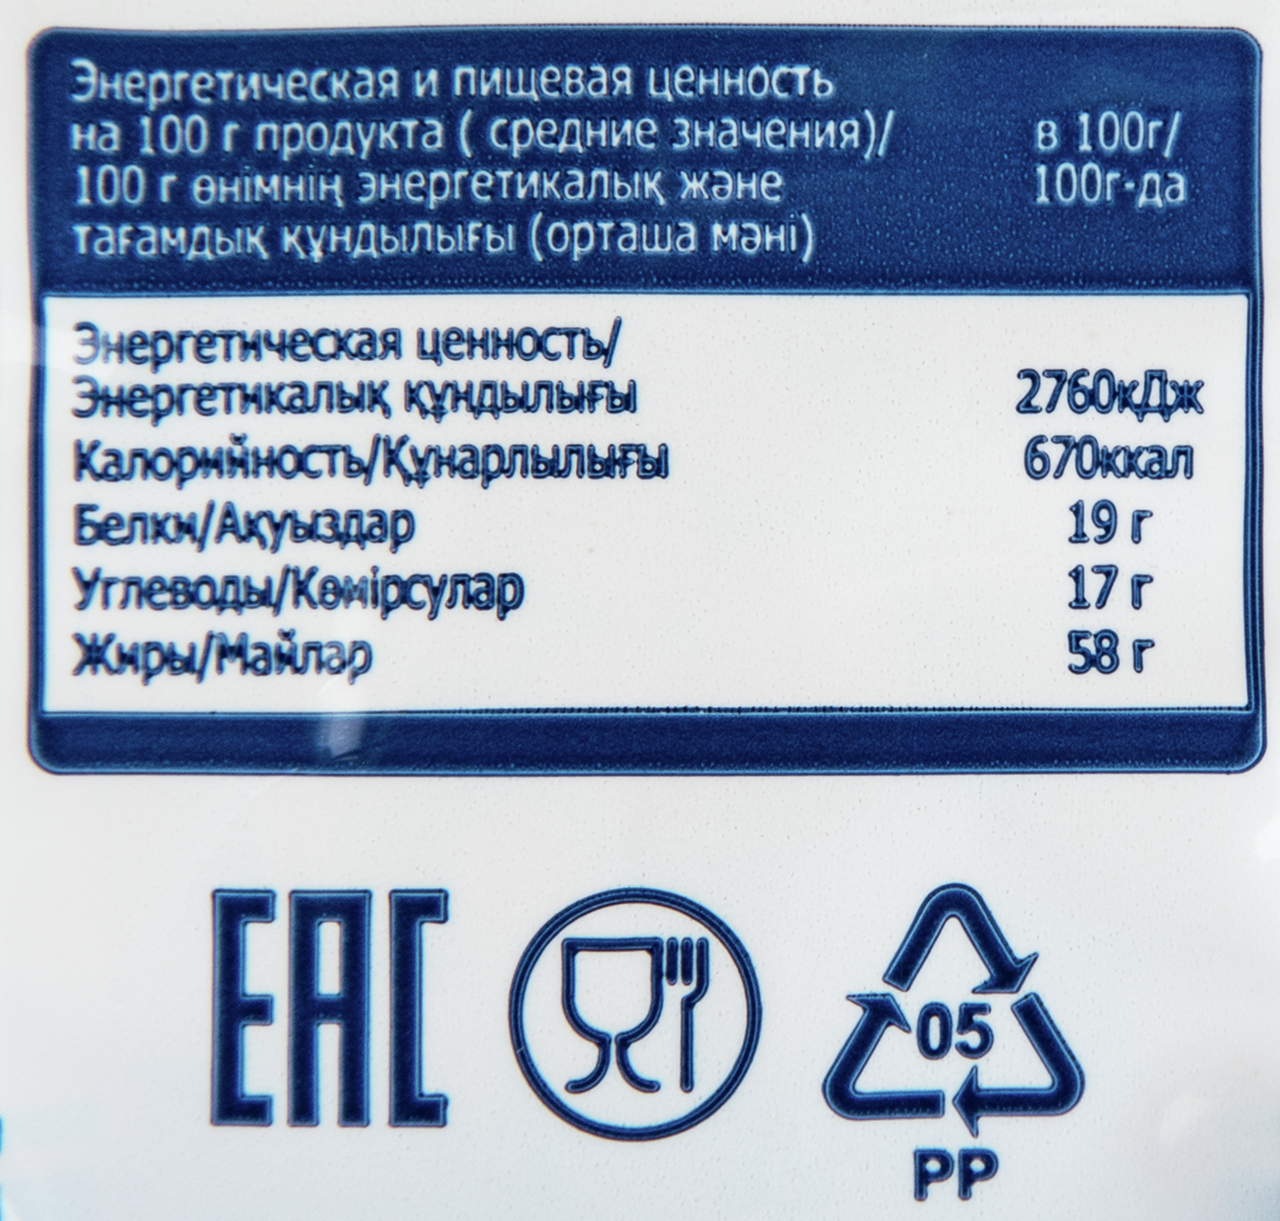 Энергетическая и пищевая ценность
на 100 г продукта ( средние значения)/
100 г өнімнің энергетикалық және
тағамдық құндылығы (орташа мәні)
в 100г/
100г-да
Энергетическая ценность/
Энергетикалық құндылығы 2760кДж
Калорийность/Құнарлылығы 670ккал
Белки/Ақуыздар 19 г
Углеводы/Көмірсулар 17 г
Жиры/Майлар 58 г
EAC
05
PP